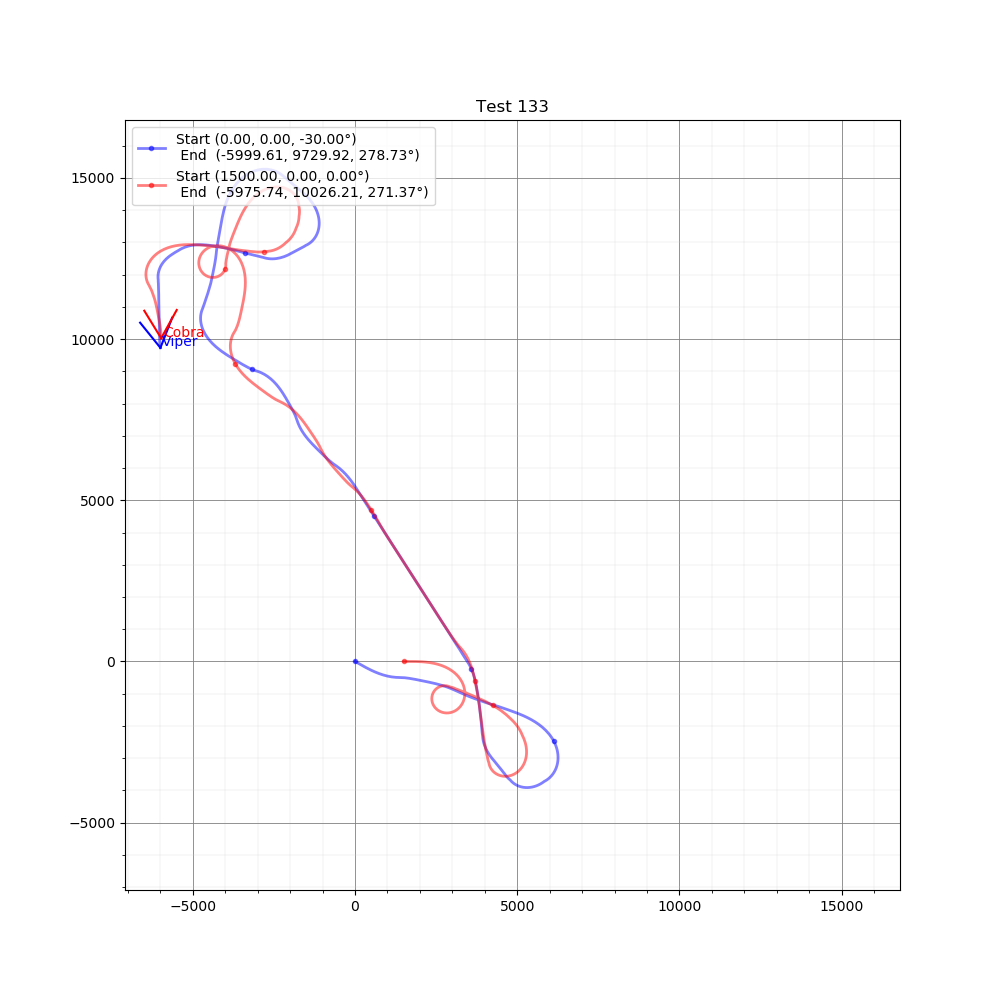 Test 133
Start (0.00, 0.00, -30.00°)
End (-5999.61, 9729.92, 278.73°)
Start (1500.00, 0.00, 0.00°)
End (-5975.74, 10026.21, 271.37°)
15000
10000
5000
0
−5000
Cobra
Viper
−5000
0
5000
10000
15000